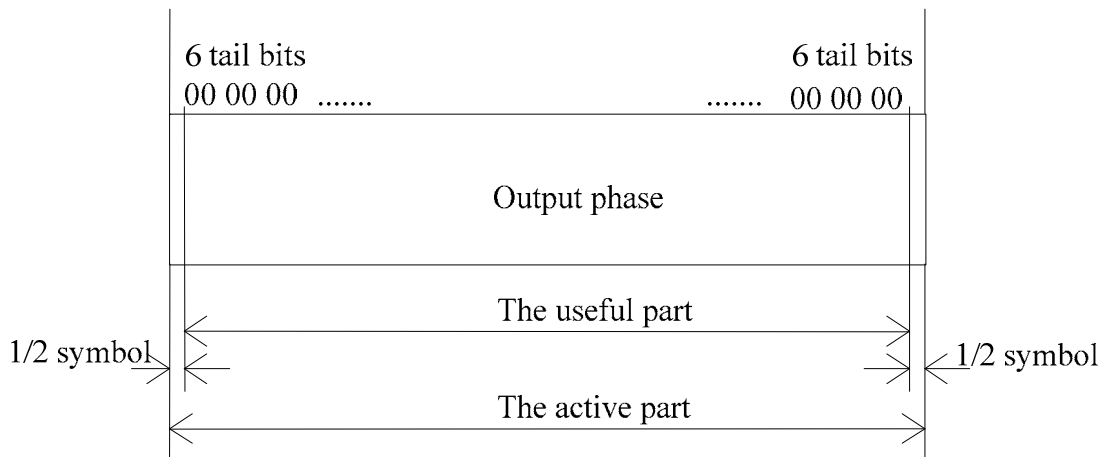 6 tail bits 6 tail bits
00 00 00 ....... ....... 00 00 00
Output phase
The useful part
1/2 symbol 1/2 symbol
The active part